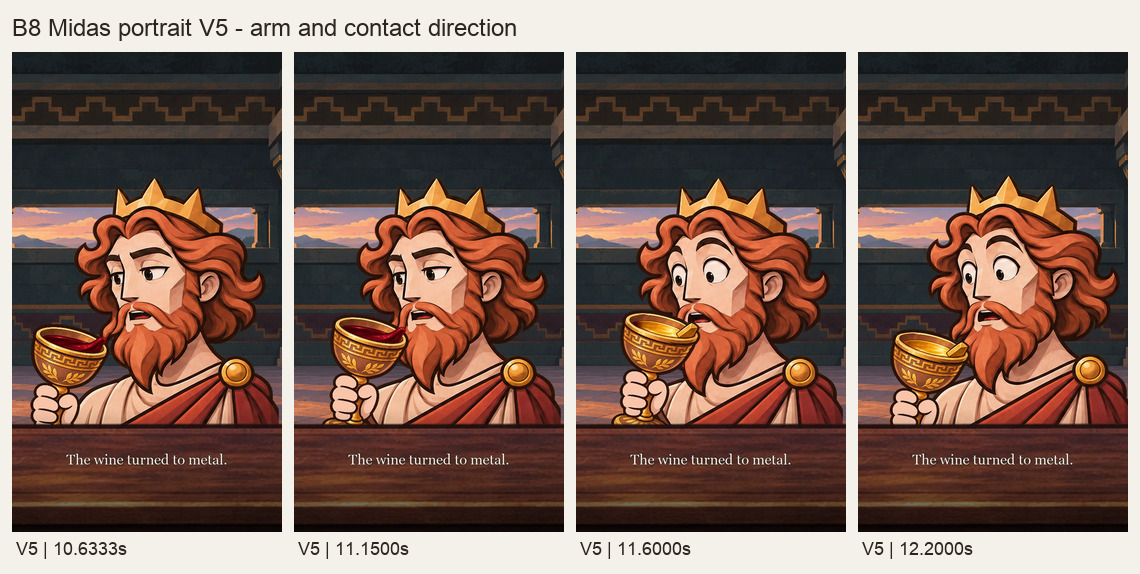 B8 Midas portrait V5 - arm and contact direction
The wine turned to metal.
The wine turned to metal.
The wine turned to metal.
The wine turned to metal.
V5 | 10.6333s
V5 | 11.1500s
V5 | 11.6000s
V5 | 12.2000s